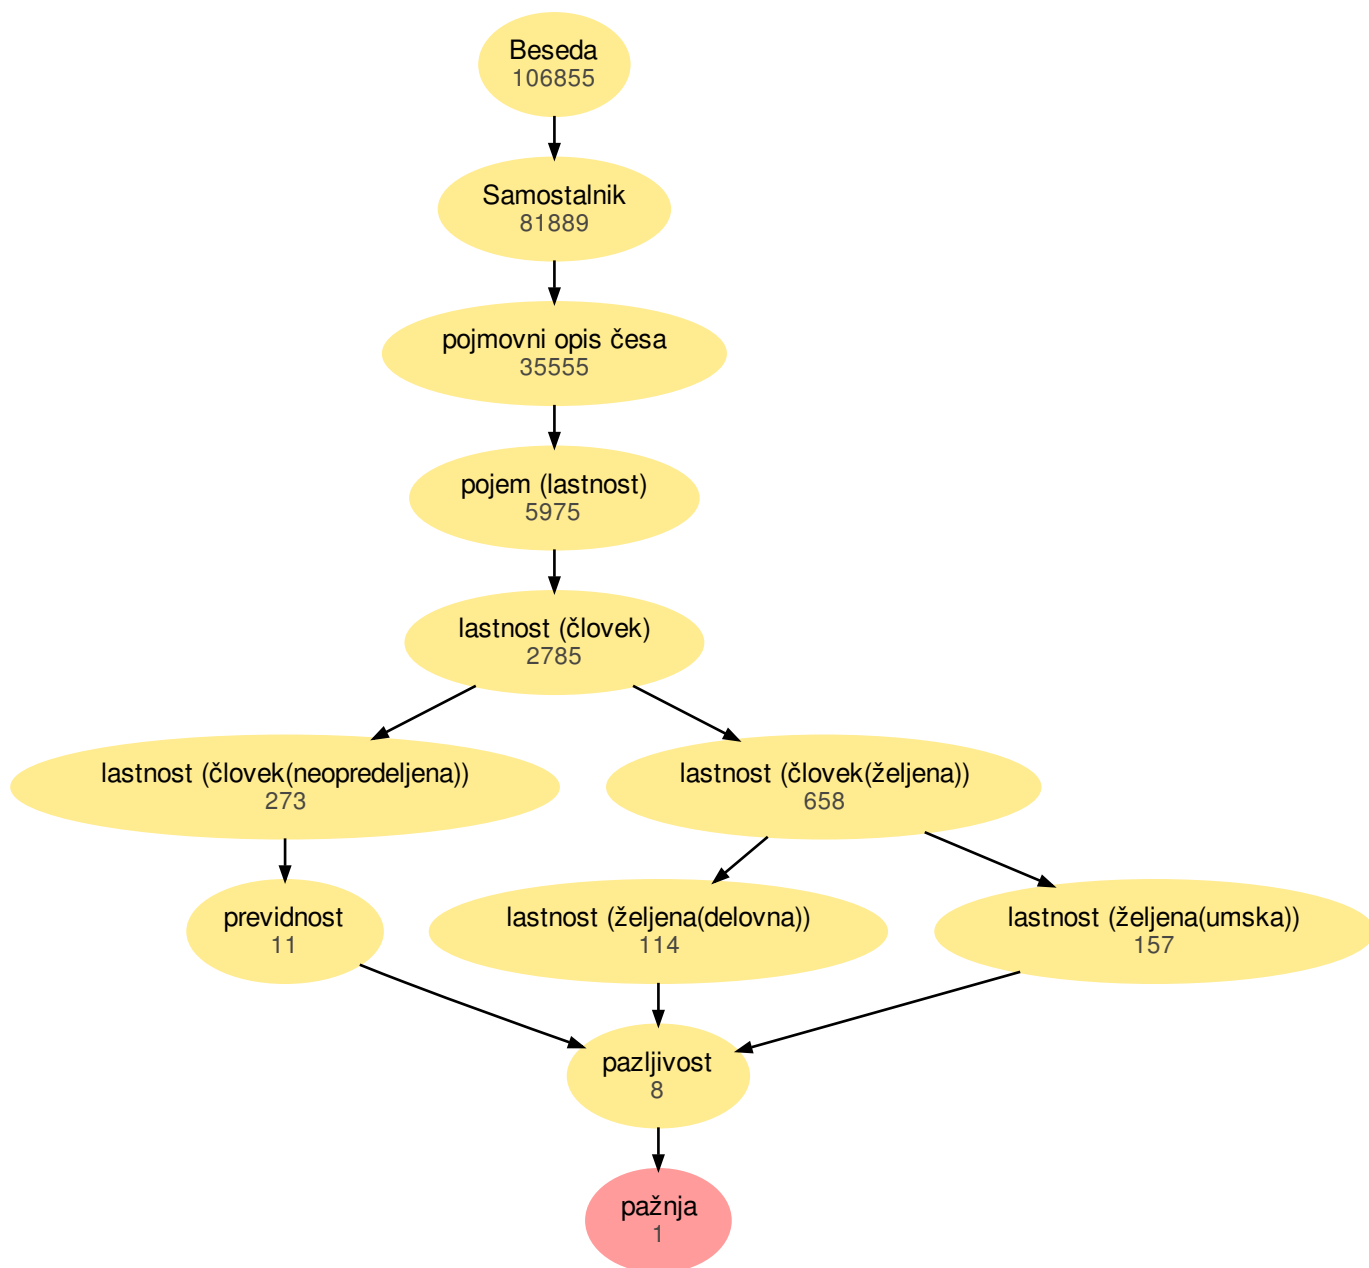 Beseda
106855
Samostalnik
81889
pojmovni opis česa
35555
pojem (lastnost)
5975
lastnost (človek)
2785
lastnost (človek(neopredeljena))
273
lastnost (človek(željena))
658
previdnost
11
lastnost (željena(delovna))
114
lastnost (željena(umska))
157
pazljivost
8
pažnja
1